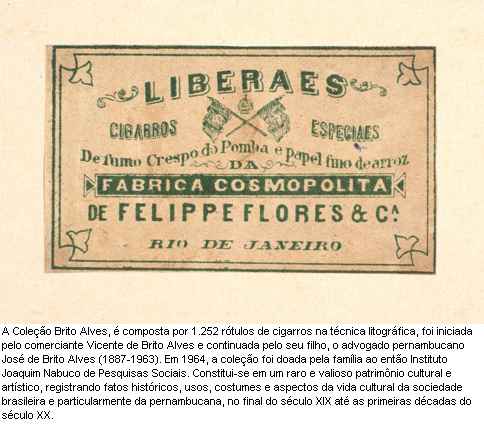 LIBERAES
CIGARROS ESPECIAES
De fumo Crespo do Pomba e papel fino de arroz
DA
FABRICA COSMOPOLITA
DE FELIPPE FLORES & Cª
RIO DE JANEIRO
A Coleção Brito Alves, é composta por 1.252 rótulos de cigarros na técnica litográfica, foi iniciada
pelo comerciante Vicente de Brito Alves e continuada pelo seu filho, o advogado pernambucano
José de Brito Alves (1887-1963). Em 1964, a coleção foi doada pela família ao então Instituto
Joaquim Nabuco de Pesquisas Sociais. Constitui-se em um raro e valioso patrimônio cultural e
artístico, registrando fatos históricos, usos, costumes e aspectos da vida cultural da sociedade
brasileira e particularmente da pernambucana, no final do século XIX até as primeiras décadas do
século XX.